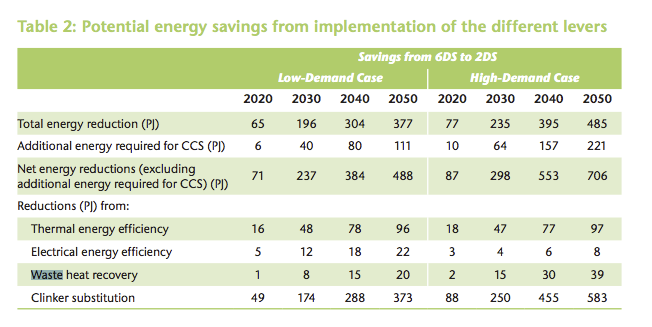 Table 2: Potential energy savings from implementation of the different levers
Savings from 6DS to 2DS
Low-Demand Case High-Demand Case
2020 2030 2040 2050 2020 2030 2040 2050
Total energy reduction (PJ) 65 196 304 377 77 235 395 485
Additional energy required for CCS (PJ) 6 40 80 111 10 64 157 221
Net energy reductions (excluding
additional energy required for CCS) (PJ) 71 237 384 488 87 298 553 706
Reductions (PJ) from:
Thermal energy efficiency 16 48 78 96 18 47 77 97
Electrical energy efficiency 5 12 18 22 3 4 6 8
Waste heat recovery 1 8 15 20 2 15 30 39
Clinker substitution 49 174 288 373 88 250 455 583